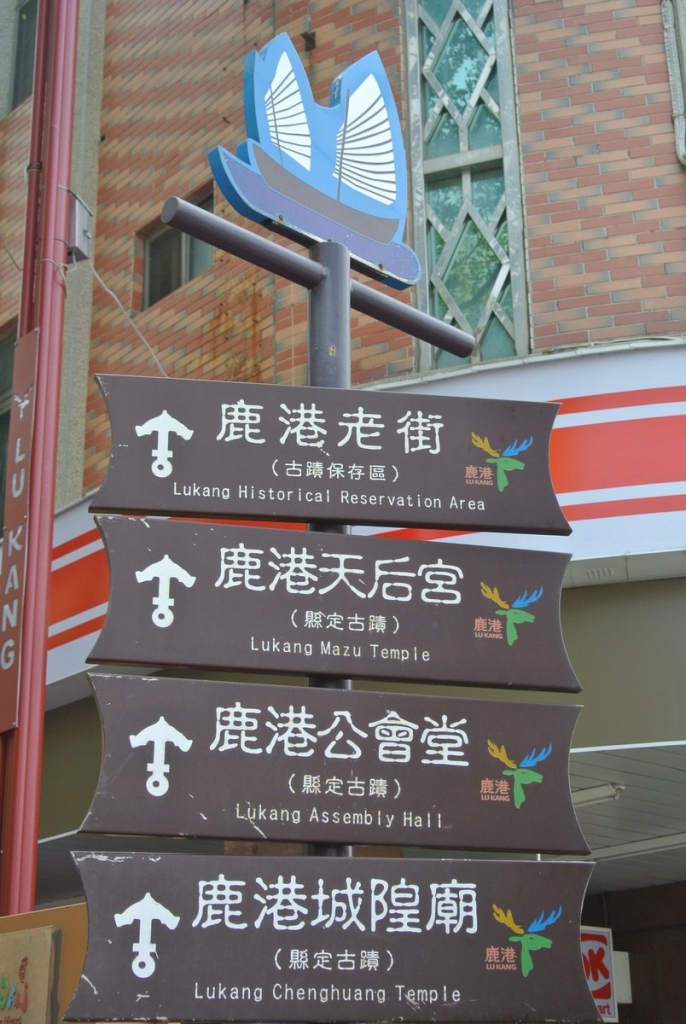 鹿港老街
(古蹟保存區)
Lukang Historical Reservation Area
鹿港
LU KANG
鹿港天后宮
(縣定古蹟)
Lukang Mazu Temple
鹿港
LU KANG
鹿港公會堂
(縣定古蹟)
Lukang Assembly Hall
鹿港
LU KANG
鹿港城隍廟
(縣定古蹟)
Lukang Chenghuang Temple
鹿港
LU KANG
LU KANG
OK
mart